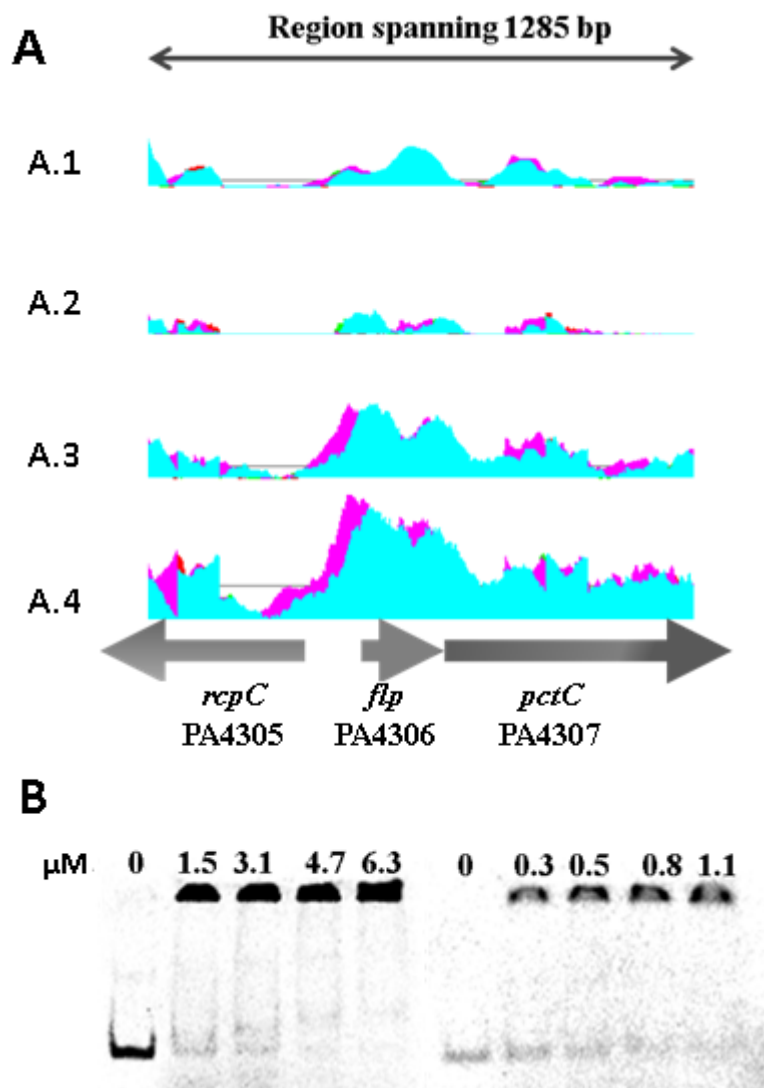 A
Region spanning 1285 bp
A.1
A.2
A.3
A.4
rcpC flp pctC
PA4305 PA4306 PA4307
B
μM 0 1.5 3.1 4.7 6.3 0 0.3 0.5 0.8 1.1